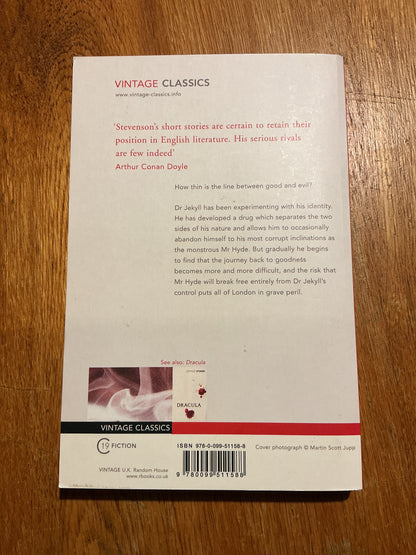 VINTAGE CLASSICS
www.vintage-classics.info
‘Stevenson's short stories are certain to retain their
position in English literature. His serious rivals
are few indeed’
Arthur Conan Doyle
How thin is the line between good and evil?
Dr Jekyll has been experimenting with his identity.
He has developed a drug which separates the two
sides of his nature and allows him to occasionally
abandon himself to his most corrupt inclinations as
the monstrous Mr Hyde. But gradually he begins
to find that the journey back to goodness
becomes more and more difficult, and the risk that
Mr Hyde will break free entirely from Dr Jekyll's
control puts all of London in grave peril.
See also: Dracula
DRACULA
VINTAGE CLASSICS
C19 FICTION
VINTAGE U.K. Random House
www.rbooks.co.uk
ISBN 978-0-099-51158-8
9 780099 511588
Cover photograph © Martin Scott Jupp